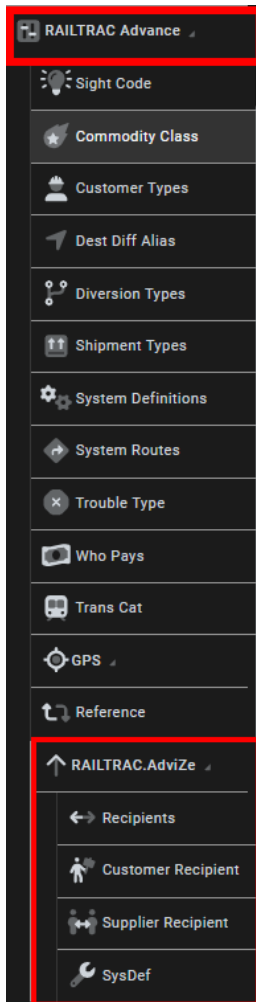 RAILTRAC Advance
Sight Code
Commodity Class
Customer Types
Dest Diff Alias
Diversion Types
Shipment Types
System Definitions
System Routes
Trouble Type
Who Pays
Trans Cat
GPS
Reference
RAILTRAC.AdviZe
Recipients
Customer Recipient
Supplier Recipient
SysDef